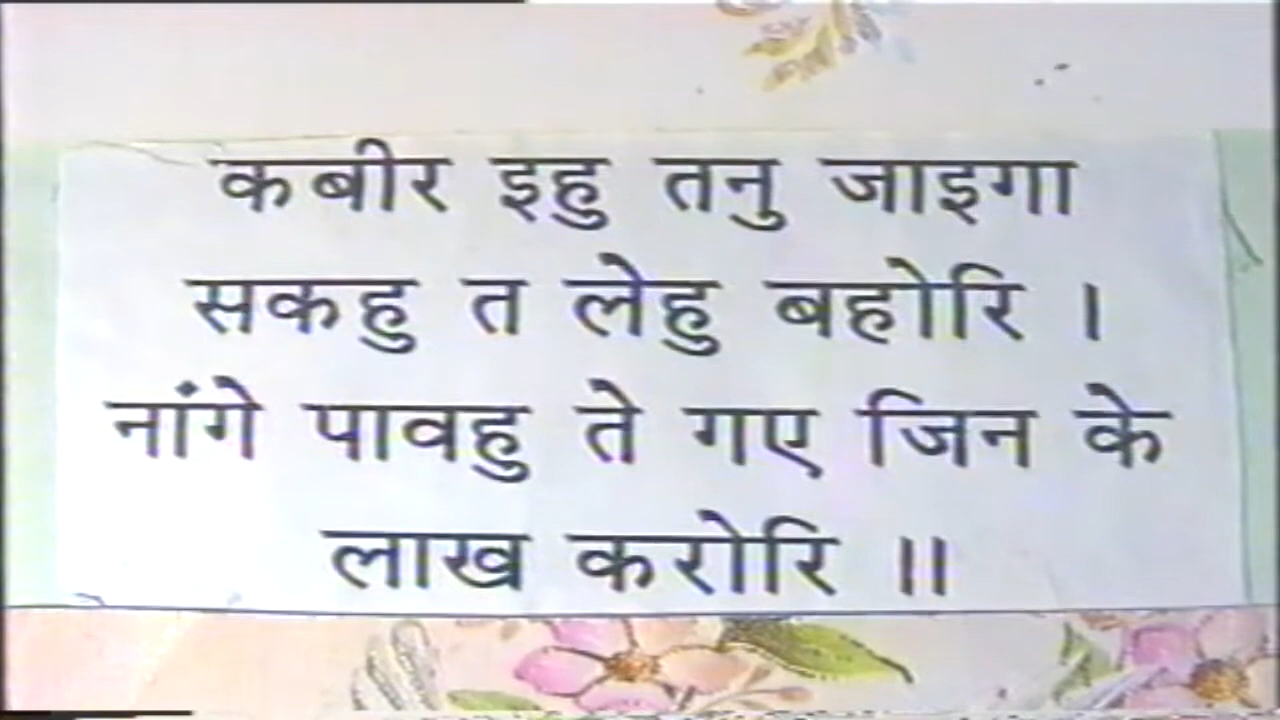 कबीर इहु तनु जाइगा
सकहु त लेहु बहोरि ।
नांगे पावहु ते गए जिन के
लाख करोरि ॥